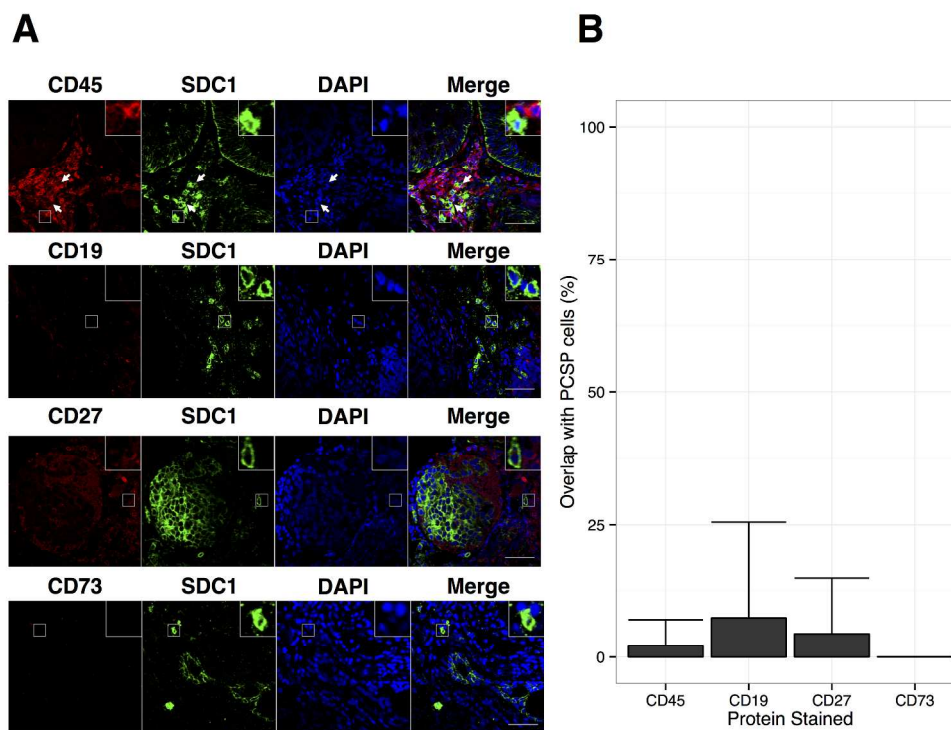 A
CD45 SDC1 DAPI Merge
CD19 SDC1 DAPI Merge
CD27 SDC1 DAPI Merge
CD73 SDC1 DAPI Merge
B
Overlap with PCSP cells (%)
100
75
50
25
0
CD45 CD19 CD27 CD73
Protein Stained